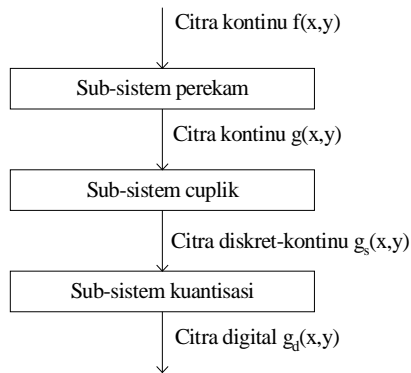 Citra kontinu f(x,y)
Sub-sistem perekam
Citra kontinu g(x,y)
Sub-sistem cuplik
Citra diskret-kontinu gₛ(x,y)
Sub-sistem kuantisasi
Citra digital g_d(x,y)